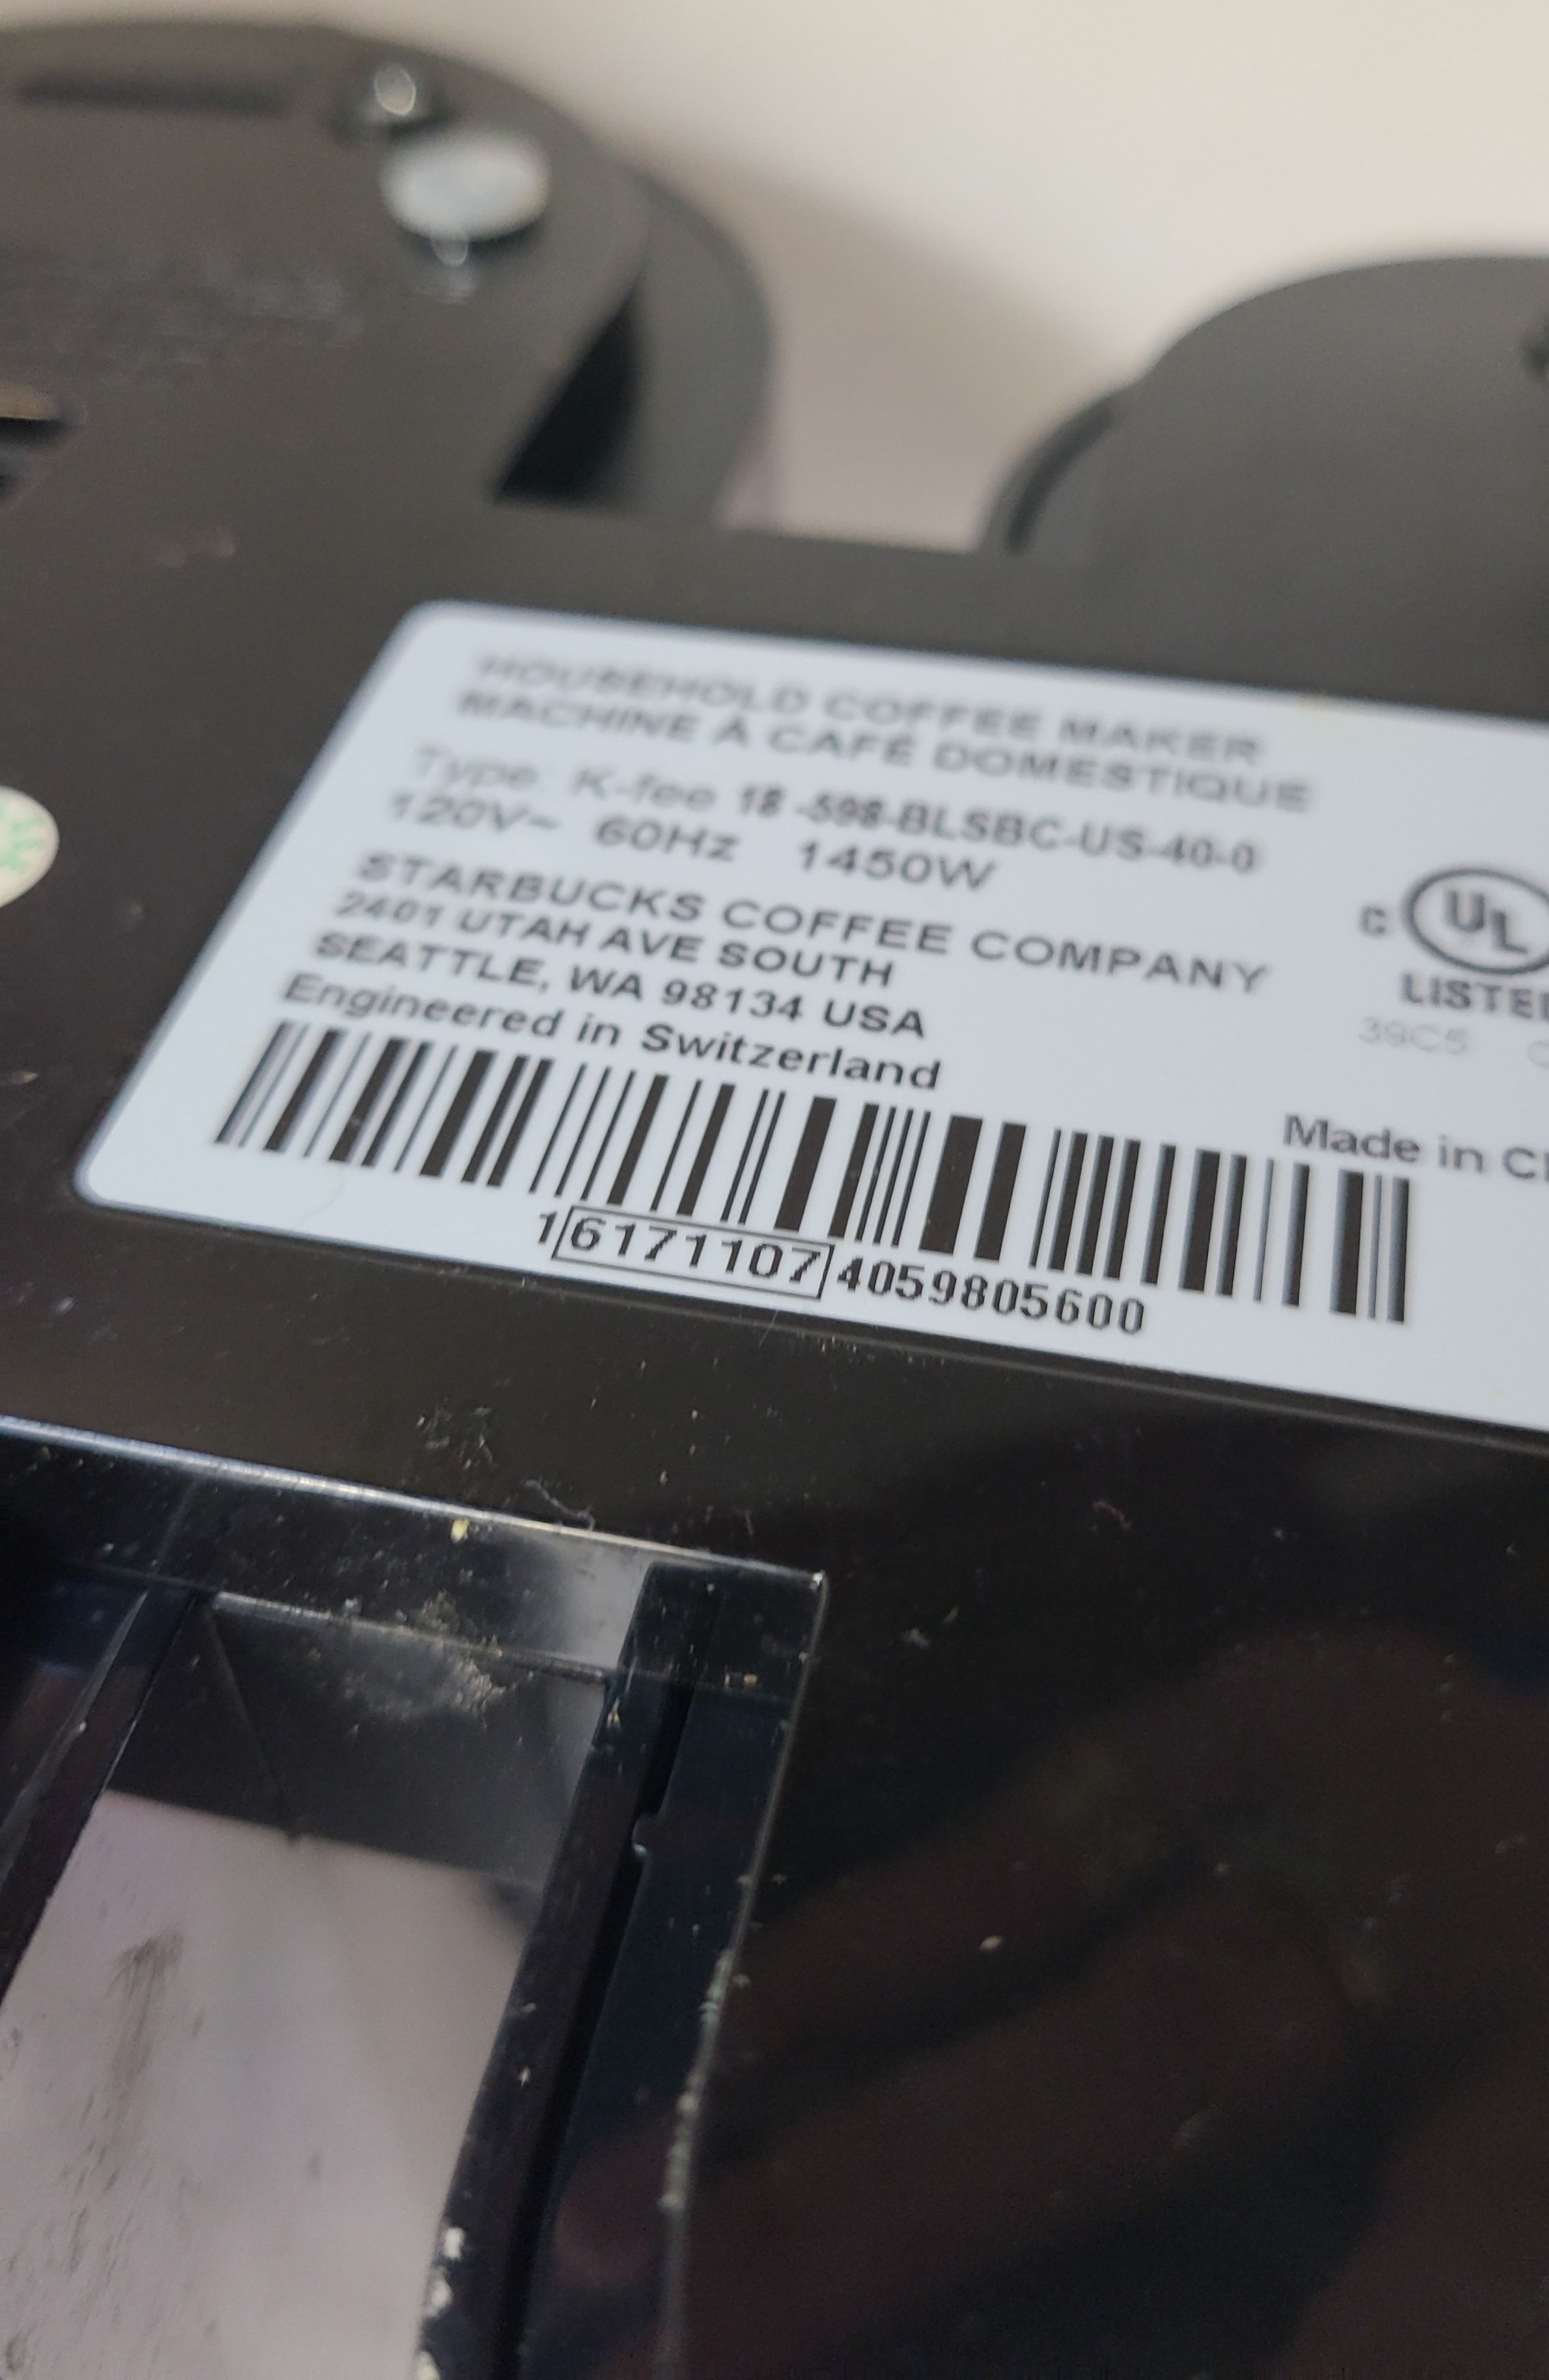 HOUSEHOLD COFFEE MAKER
MACHINE À CAFÉ DOMESTIQUE
Type: K-fee 18 -598-BLSBC-US-40-0
120V~ 60Hz 1450W
STARBUCKS COFFEE COMPANY
2401 UTAH AVE SOUTH
SEATTLE, WA 98134 USA
Engineered in Switzerland
C UL
LISTED
39C5
Made in
1 6171107 4059805600